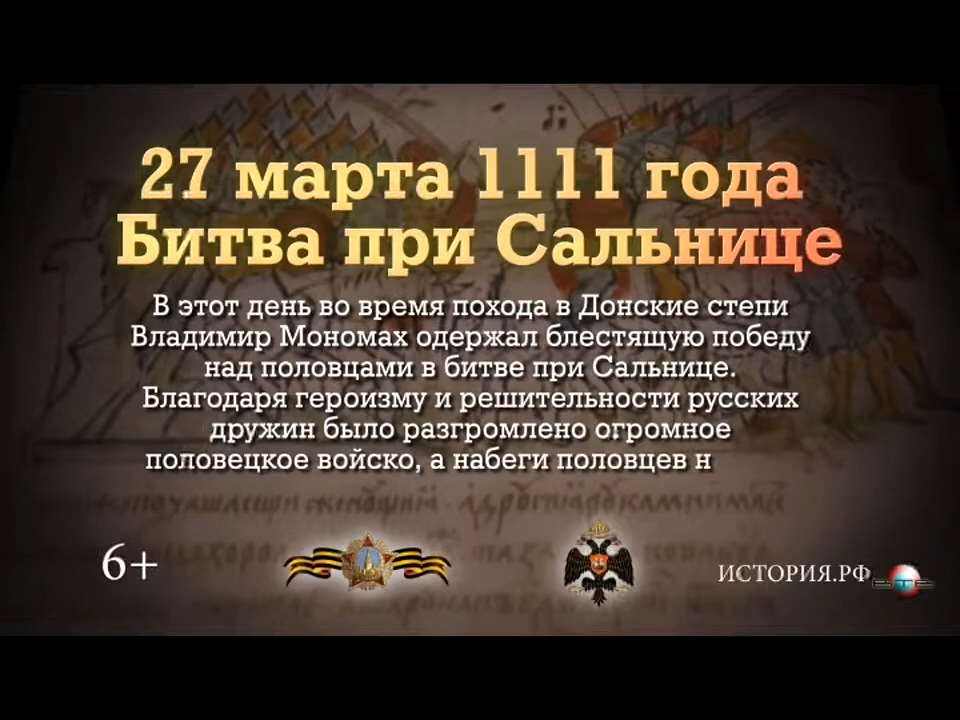 27 марта 1111 года
Битва при Сальнице
В этот день во время похода в Донские степи
Владимир Мономах одержал блестящую победу
над половцами в битве при Сальнице.
Благодаря героизму и решительности русских
дружин было разгромлено огромное
половецкое войско, а набеги половцев н
6+
ИСТОРИЯ.РФ